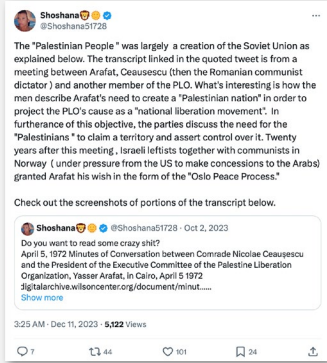 Shoshana
@Shoshana51728
The "Palestinian People " was largely a creation of the Soviet Union as
explained below. The transcript linked in the quoted tweet is from a
meeting between Arafat, Ceausescu (then the Romanian communist
dictator ) and another member of the PLO. What's interesting is how the
men describe Arafat's need to create a "Palestinian nation" in order to
project the PLO's cause as a "national liberation movement". In
furtherance of this objective, the parties discuss the need for the
"Palestinians " to claim a territory and assert control over it. Twenty
years after this meeting , Israeli leftists together with communists in
Norway ( under pressure from the US to make concessions to the Arabs)
granted Arafat his wish in the form of the "Oslo Peace Process."
Check out the screenshots of portions of the transcript below.
Shoshana @Shoshana51728 · Oct 2, 2023
Do you want to read some crazy shit?
April 5, 1972 Minutes of Conversation between Comrade Nicolae Ceaușescu
and the President of the Executive Committee of the Palestine Liberation
Organization, Yasser Arafat, in Cairo, April 5 1972
digitalarchive.wilsoncenter.org/document/minut......
Show more
3:25 AM · Dec 11, 2023 · 5,122 Views
7 44 101 24